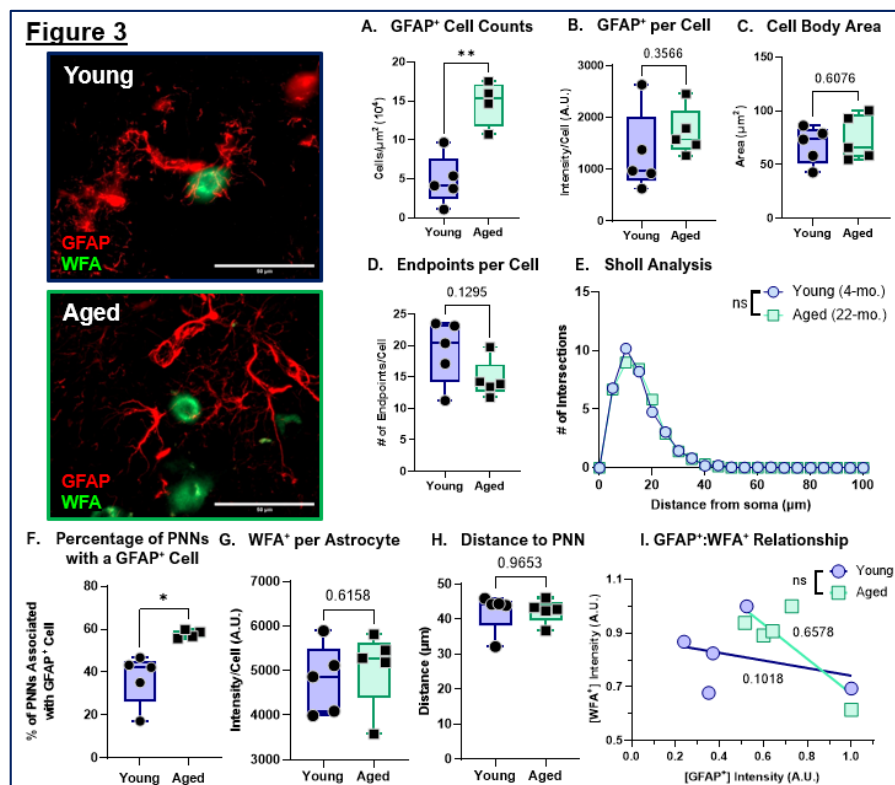 Figure 3
Young
GFAP
WFA
50 µm
Aged
GFAP
WFA
50 µm
A. GFAP⁺ Cell Counts
**
Cells/µm² (10⁴)
20
15
10
5
0
Young Aged
B. GFAP⁺ per Cell
0.3566
Intensity/Cell (A.U.)
3000
2000
1000
0
Young Aged
C. Cell Body Area
0.6076
Area (µm²)
150
100
50
0
Young Aged
D. Endpoints per Cell
0.1295
# of Endpoints/Cell
25
20
15
10
5
0
Young Aged
E. Sholl Analysis
ns
Young (4-mo.)
Aged (22-mo.)
# of Intersections
15
10
5
0
0 20 40 60 80 100
Distance from soma (µm)
F. Percentage of PNNs
with a GFAP⁺ Cell
*
% of PNNs Associated
with GFAP⁺ Cell
80
60
40
20
0
Young Aged
G. WFA⁺ per Astrocyte
0.6158
Intensity/Cell (A.U.)
7000
6000
5000
4000
3000
Young Aged
H. Distance to PNN
0.9653
Distance (µm)
50
40
30
20
10
0
Young Aged
I. GFAP⁺:WFA⁺ Relationship
ns
Young
Aged
0.6578
0.1018
[WFA⁺] Intensity (A.U.)
1.1
0.9
0.7
0.5
0.0 0.2 0.4 0.6 0.8 1.0
[GFAP⁺] Intensity (A.U.)